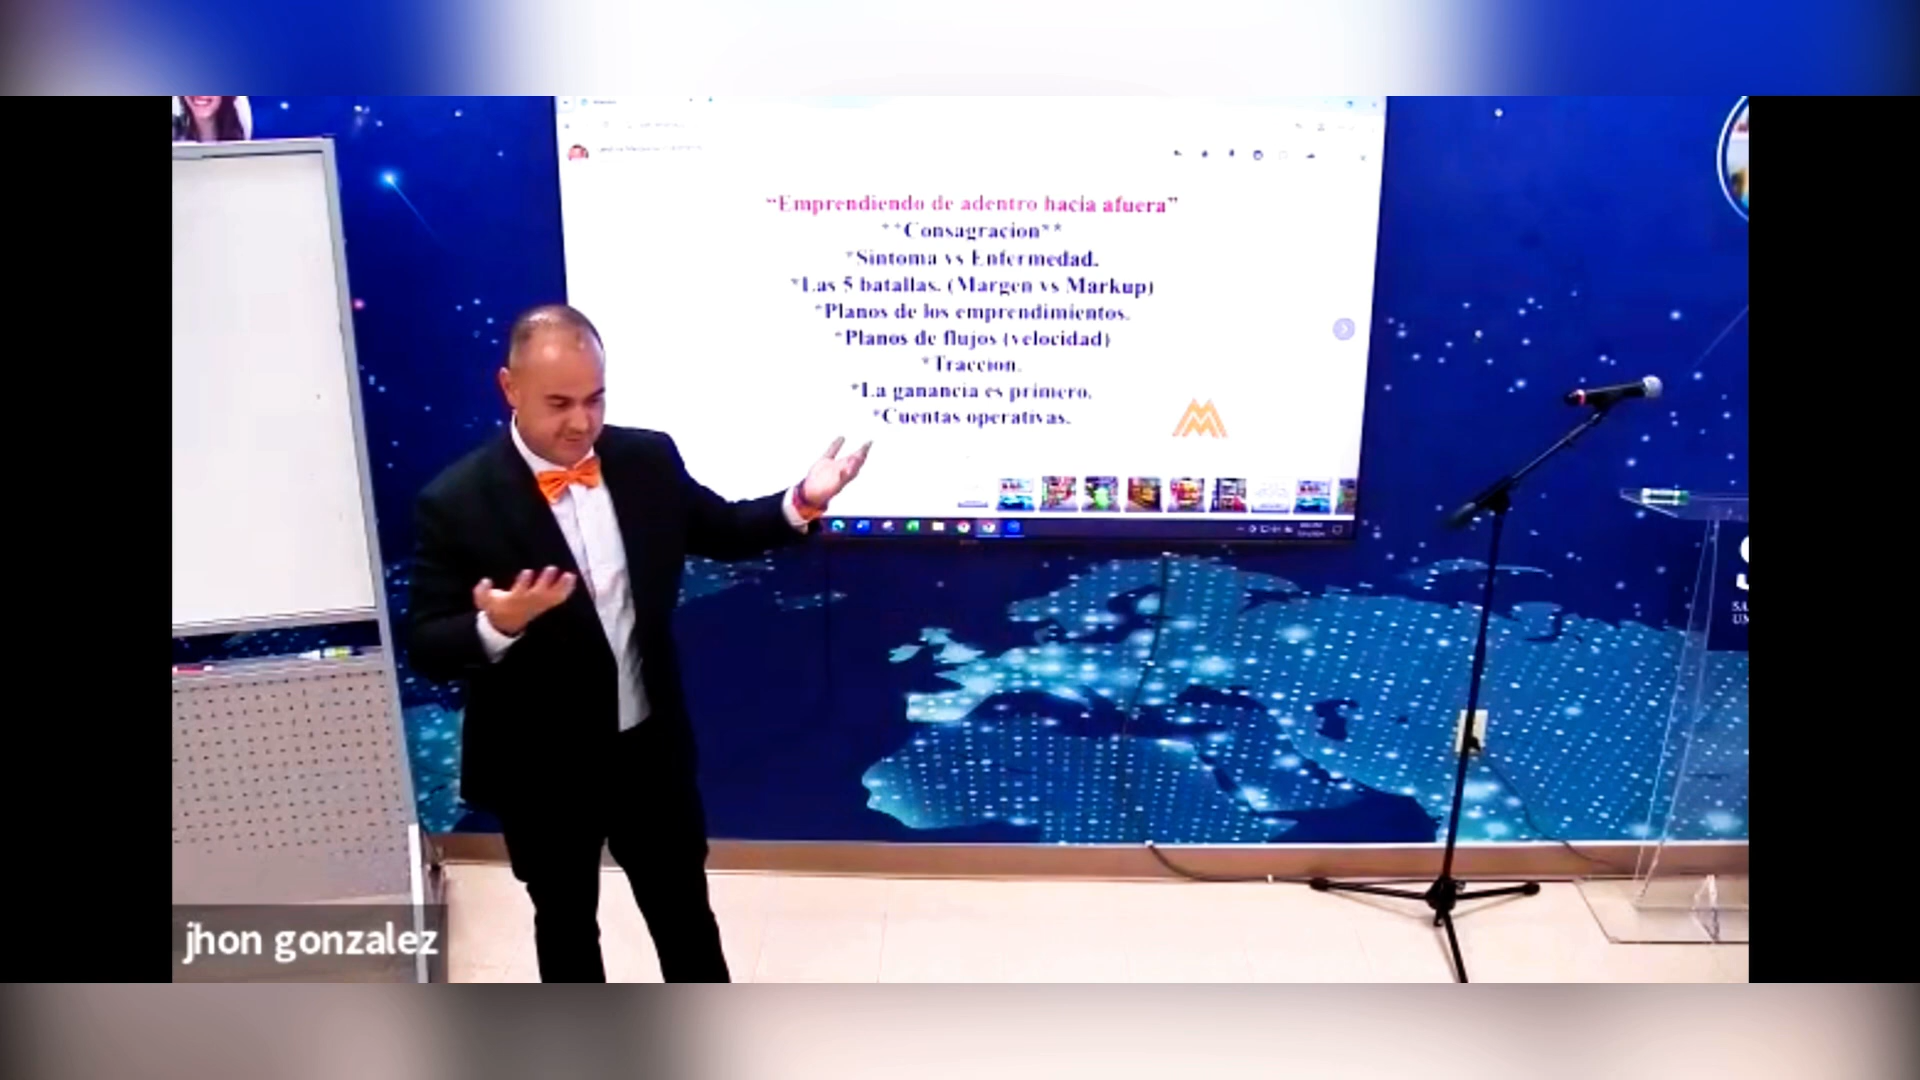 “Emprendiendo de adentro hacia afuera”
**Consagracion**
*Sintoma vs Enfermedad.
*Las 5 batallas. (Margen vs Markup)
*Planos de los emprendimientos.
*Planos de flujos (velocidad)
*Traccion.
*La ganancia es primero.
*Cuentas operativas.
jhon gonzalez